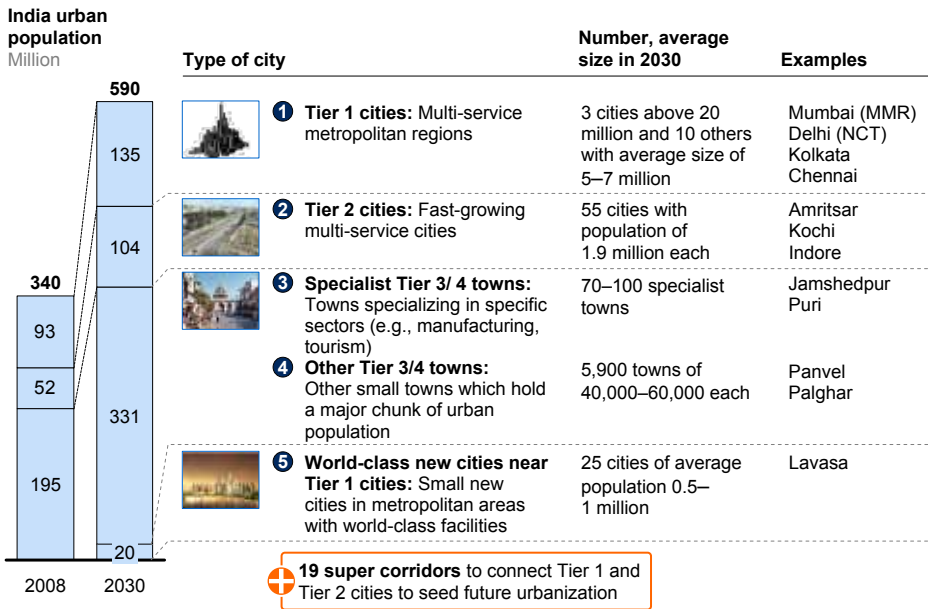 India urban
population
Million
Type of city
Number, average
size in 2030
Examples
590
135
104
331
20
2030
340
93
52
195
2008
1 Tier 1 cities: Multi-service
metropolitan regions
3 cities above 20
million and 10 others
with average size of
5–7 million
Mumbai (MMR)
Delhi (NCT)
Kolkata
Chennai
2 Tier 2 cities: Fast-growing
multi-service cities
55 cities with
population of
1.9 million each
Amritsar
Kochi
Indore
3 Specialist Tier 3/ 4 towns:
Towns specializing in specific
sectors (e.g., manufacturing,
tourism)
70–100 specialist
towns
Jamshedpur
Puri
4 Other Tier 3/4 towns:
Other small towns which hold
a major chunk of urban
population
5,900 towns of
40,000–60,000 each
Panvel
Palghar
5 World-class new cities near
Tier 1 cities: Small new
cities in metropolitan areas
with world-class facilities
25 cities of average
population 0.5–
1 million
Lavasa
19 super corridors to connect Tier 1 and
Tier 2 cities to seed future urbanization